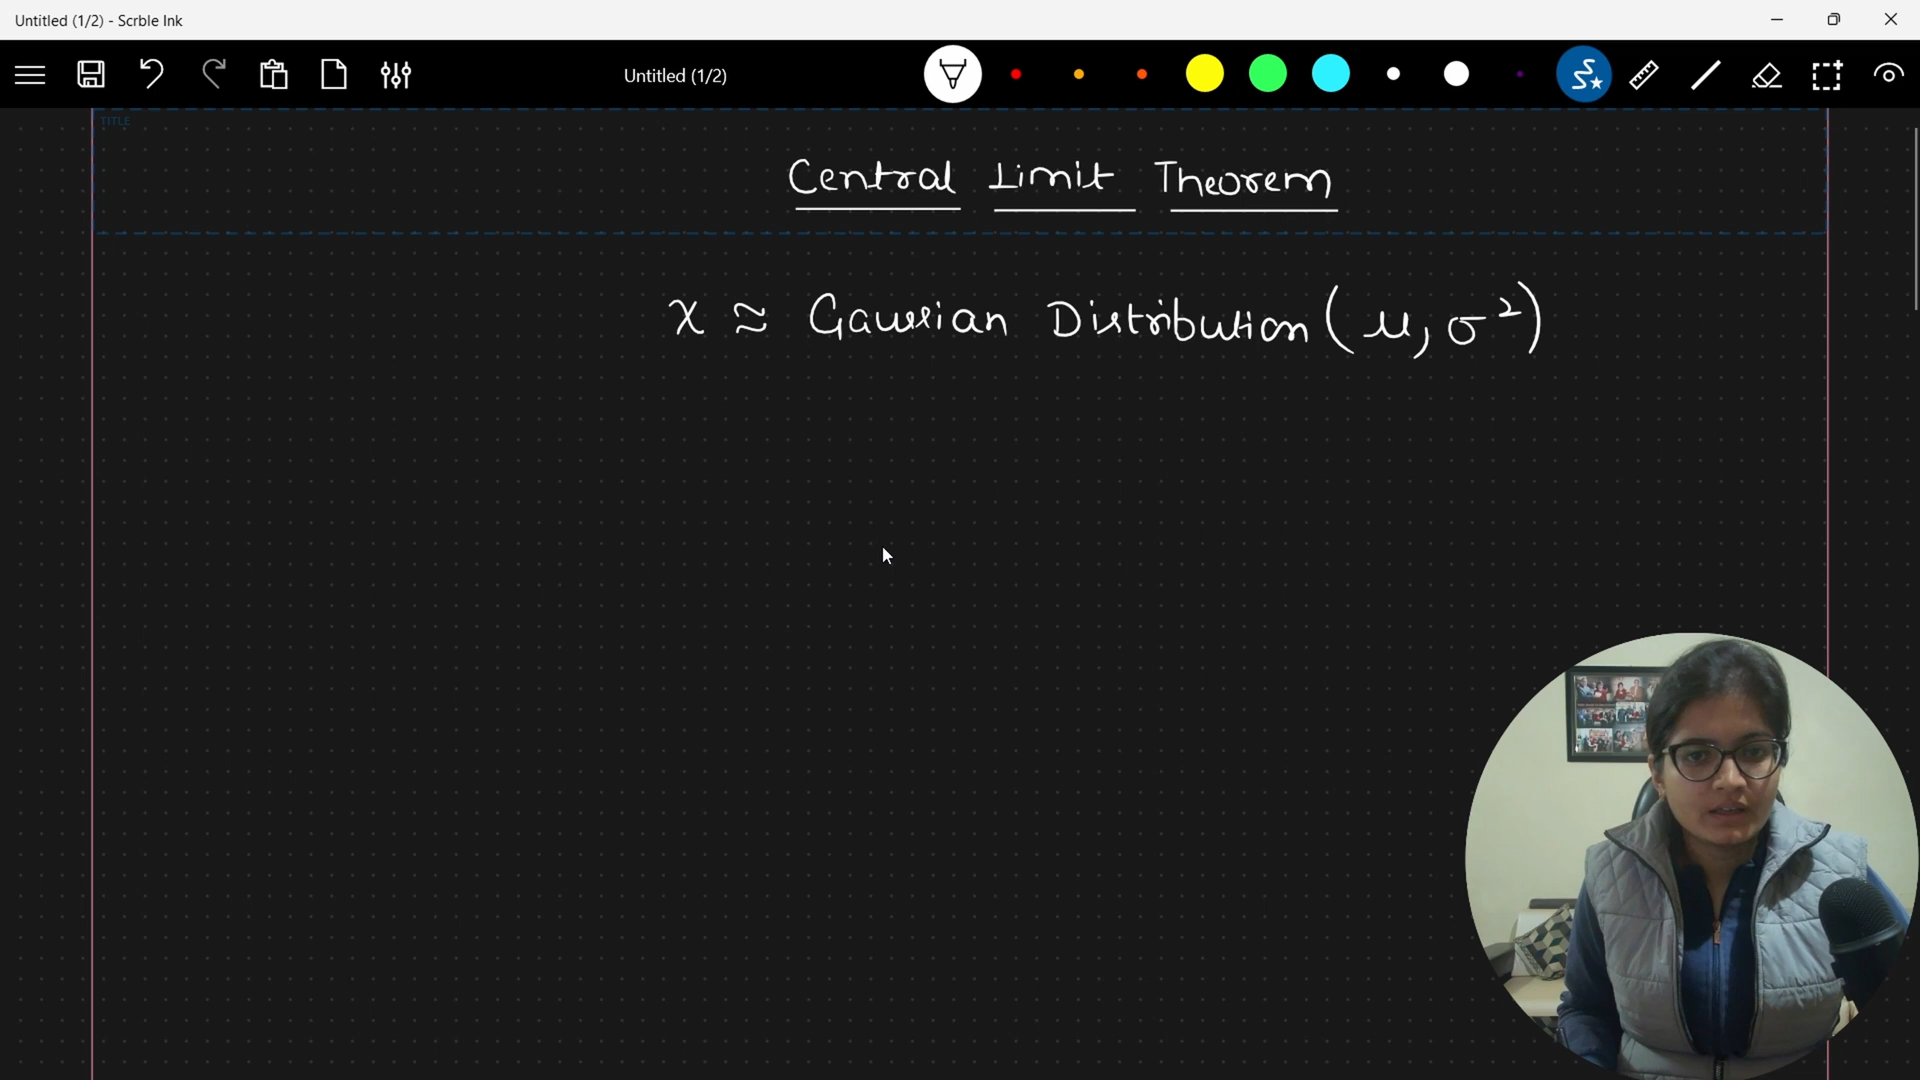 Untitled (1/2) - Scrble Ink
Untitled (1/2)
TITLE
Central Limit Theorem
x ≈ Gaussian Distribution (μ, σ²)